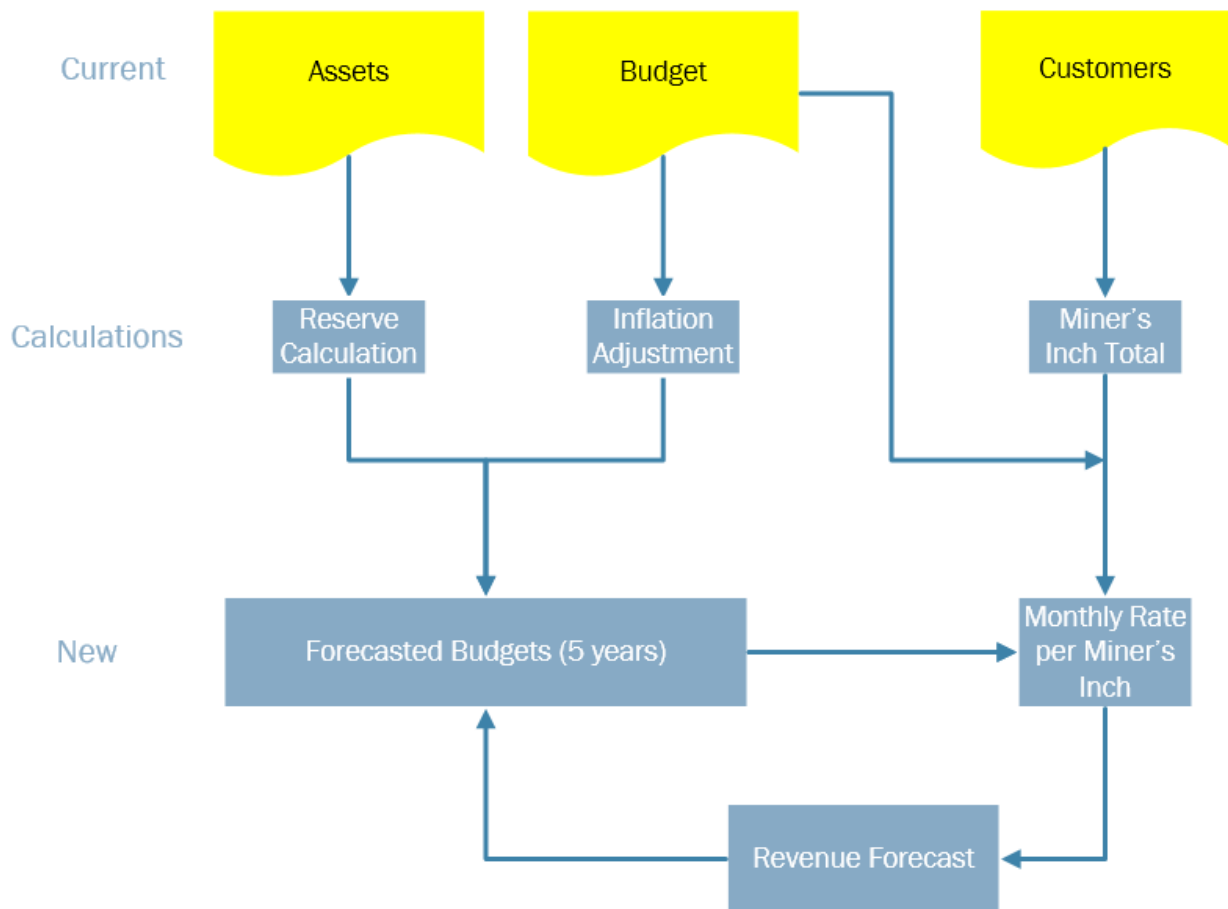 Current
Assets
Budget
Customers
Calculations
Reserve
Calculation
Inflation
Adjustment
Miner's
Inch Total
New
Forecasted Budgets (5 years)
Monthly Rate
per Miner's
Inch
Revenue Forecast